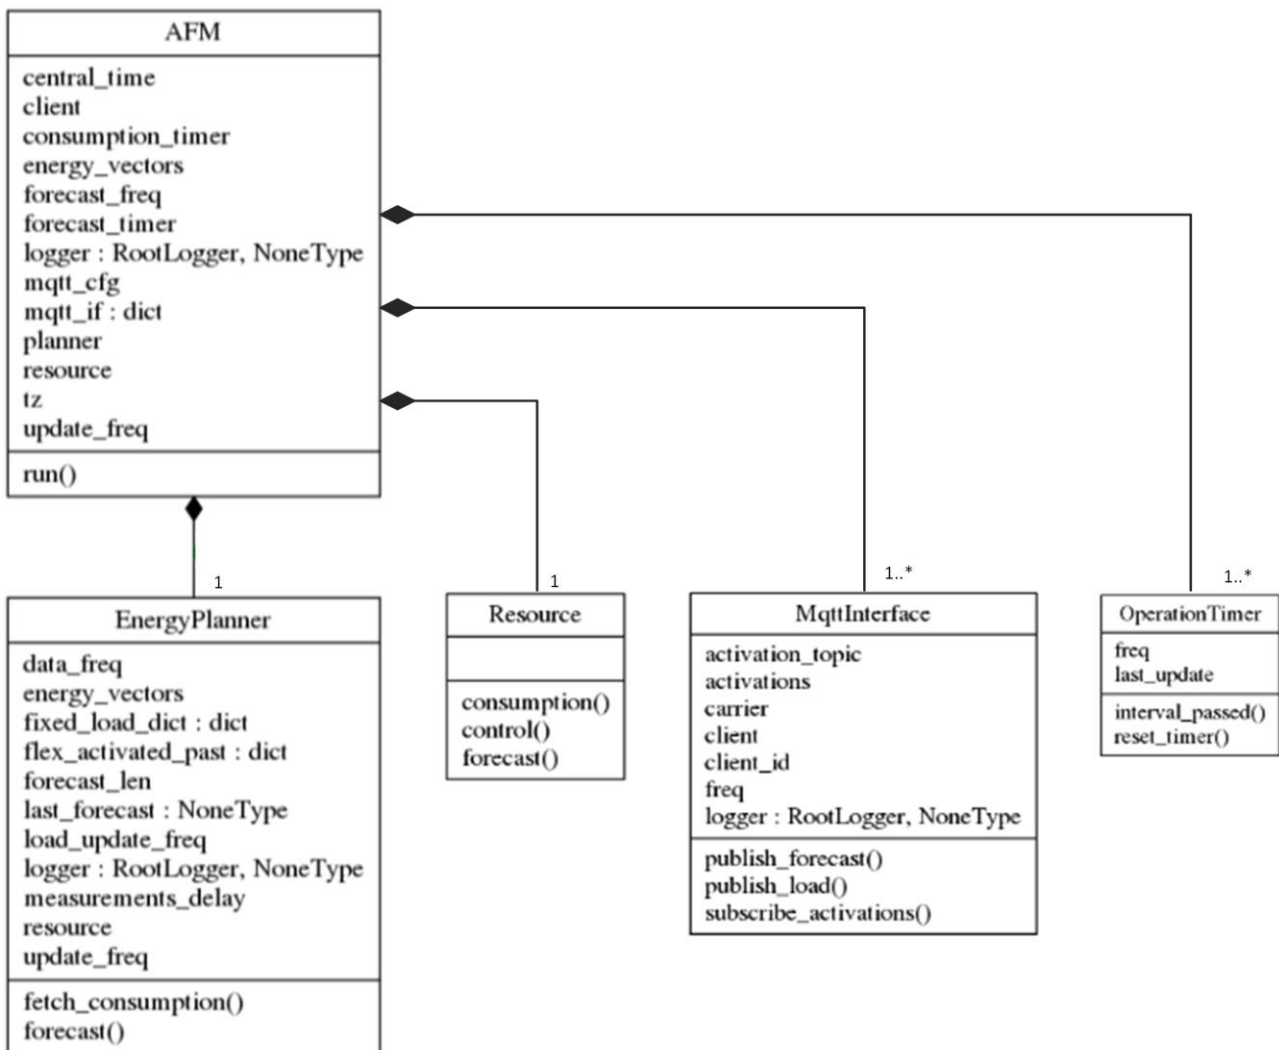 AFM
central_time
client
consumption_timer
energy_vectors
forecast_freq
forecast_timer
logger : RootLogger, NoneType
mqtt_cfg
mqtt_if : dict
planner
resource
tz
update_freq
run()
1
EnergyPlanner
data_freq
energy_vectors
fixed_load_dict : dict
flex_activated_past : dict
forecast_len
last_forecast : NoneType
load_update_freq
logger : RootLogger, NoneType
measurements_delay
resource
update_freq
fetch_consumption()
forecast()
1
Resource
consumption()
control()
forecast()
1..*
MqttInterface
activation_topic
activations
carrier
client
client_id
freq
logger : RootLogger, NoneType
publish_forecast()
publish_load()
subscribe_activations()
1..*
OperationTimer
freq
last_update
interval_passed()
reset_timer()